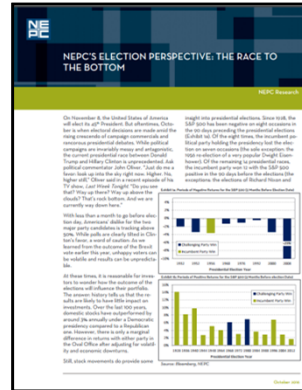 NE
PC
NEPC'S ELECTION PERSPECTIVE: THE RACE TO
THE BOTTOM
NEPC Research
On November 8, the United States of America
will elect its 45th President. But oftentimes, Octo-
ber is when electoral decisions are made amid the
rising crescendo of campaign commercials and
rancorous presidential debates. While political
campaigns are invariably messy and antagonistic,
the current presidential race between Donald
Trump and Hillary Clinton is unprecedented. Ask
political commentator John Oliver. "Just do me a
favor: look up into the sky right now. Higher. Ha,
higher still," Oliver said in a recent episode of his
TV show, Last Week Tonight. "Do you see
that? Way up there? Way up above the
clouds? That's rock bottom. And we are
currently way down here."
With less than a month to go before elec-
tion day, Americans' dislike for the two
major party candidates is tracking above
50%. While polls are clearly tilted in Clin-
ton's favor, a word of caution. As we
learned from the outcome of the Brexit
vote earlier this year, unhappy voters can
be volatile and results can be unpredicta-
ble.
At these times, it is reasonable for inves-
tors to wonder how the outcome of the
elections will influence their portfolio.
The answer: history tells us that the re-
sults are likely to have little impact on
investments. Over the last 100 years,
domestic stocks have outperformed by
around 3% annually under a Democratic
presidency compared to a Republican
one. However, there is only a marginal
difference in returns with either party in
the Oval Office after adjusting for volatil-
ity and economic downturns.
Still, stock movements do provide some
insight into presidential elections. Since 1928, the
S&P 500 has been negative on eight occasions in
the 60 days preceding the presidential elections
(Exhibit 1a). Of the eight times, the incumbent po-
litical party holding the presidency lost the elec-
tion on seven occasions (the sole exception: the
1956 re-election of a very popular Dwight Eisen-
hower). Of the remaining 14 presidential races,
the incumbent party won 12 with the S&P 500
positive in the 60 days before the elections (the
exceptions: the elections of Richard Nixon and
Challenging Party Win
Incumbent Party Win
Presidential Election Year
Challenging Party Win
Incumbent Party Win
Presidential Election Year
Source: Bloomberg, NEPC
October 2016